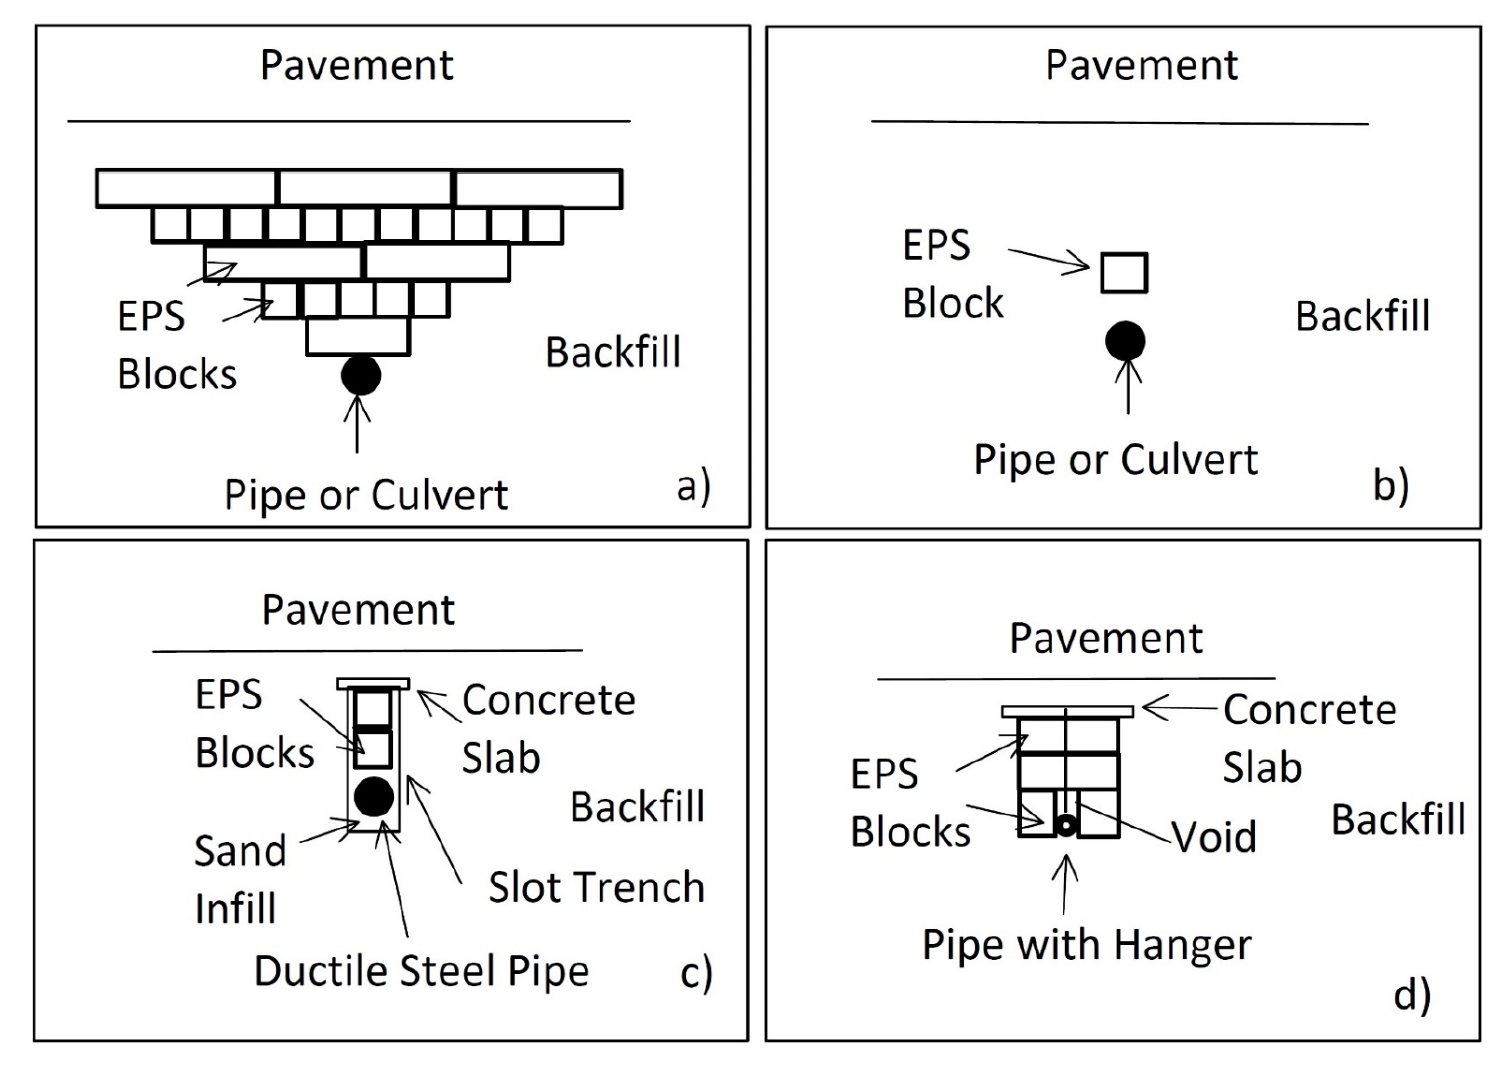 Pavement
EPS
Blocks
Backfill
Pipe or Culvert
a)
Pavement
EPS
Block
Backfill
Pipe or Culvert
b)
Pavement
EPS
Blocks
Concrete
Slab
Backfill
Sand
Infill
Slot Trench
Ductile Steel Pipe
c)
Pavement
Concrete
Slab
EPS
Blocks
Backfill
Void
Pipe with Hanger
d)